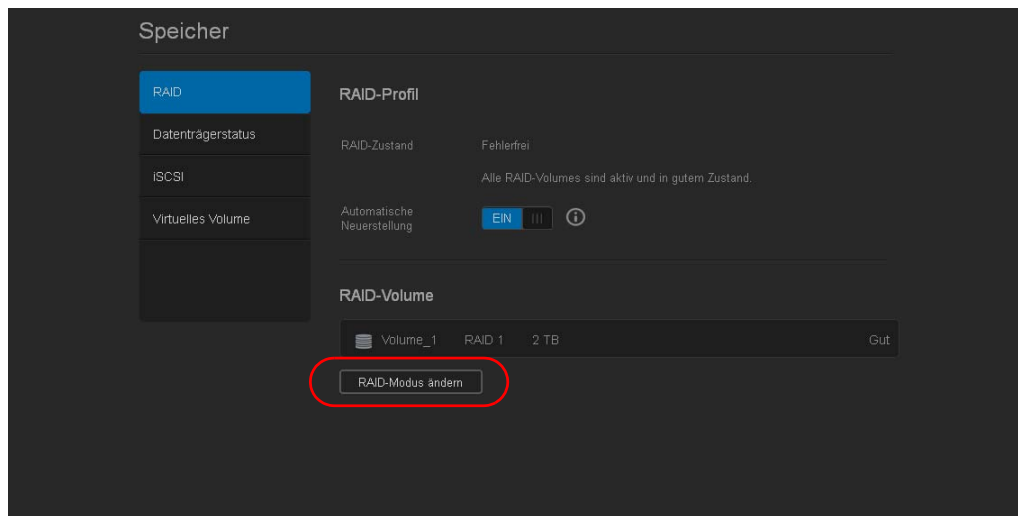 Speicher
RAID
Datenträgerstatus
iSCSI
Virtuelles Volume
RAID-Profil
RAID-Zustand Fehlerfrei
Alle RAID-Volumes sind aktiv und in gutem Zustand.
Automatische
Neuerstellung
EIN
RAID-Volume
Volume_1 RAID 1 2 TB Gut
RAID-Modus ändern